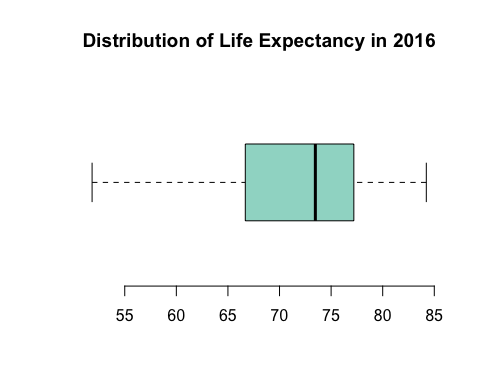 Distribution of Life Expectancy in 2016
55 60 65 70 75 80 85